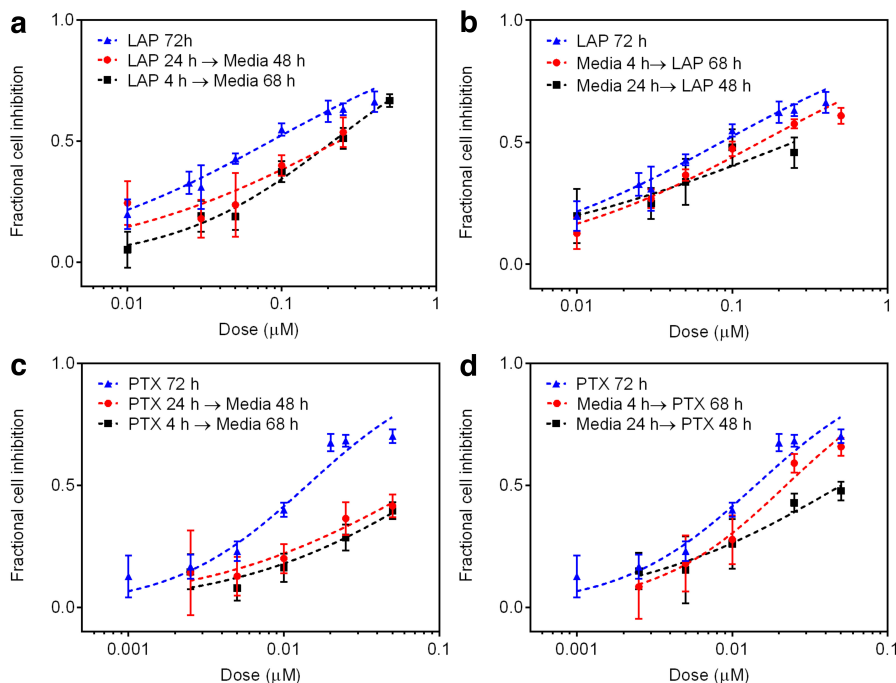 a
1.0
0.5
0.0
Fractional cell inhibition
LAP 72h
LAP 24 h → Media 48 h
LAP 4 h → Media 68 h
0.01
0.1
1
Dose (μM)
b
1.0
0.5
0.0
Fractional cell inhibition
LAP 72 h
Media 4 h→ LAP 68 h
Media 24 h→ LAP 48 h
0.01
0.1
1
Dose (μM)
c
1.0
0.5
0.0
Fractional cell inhibition
PTX 72 h
PTX 24 h → Media 48 h
PTX 4 h → Media 68 h
0.001
0.01
0.1
Dose (μM)
d
1.0
0.5
0.0
Fractional cell inhibition
PTX 72 h
Media 4 h→ PTX 68 h
Media 24 h→ PTX 48 h
0.001
0.01
0.1
Dose (μM)